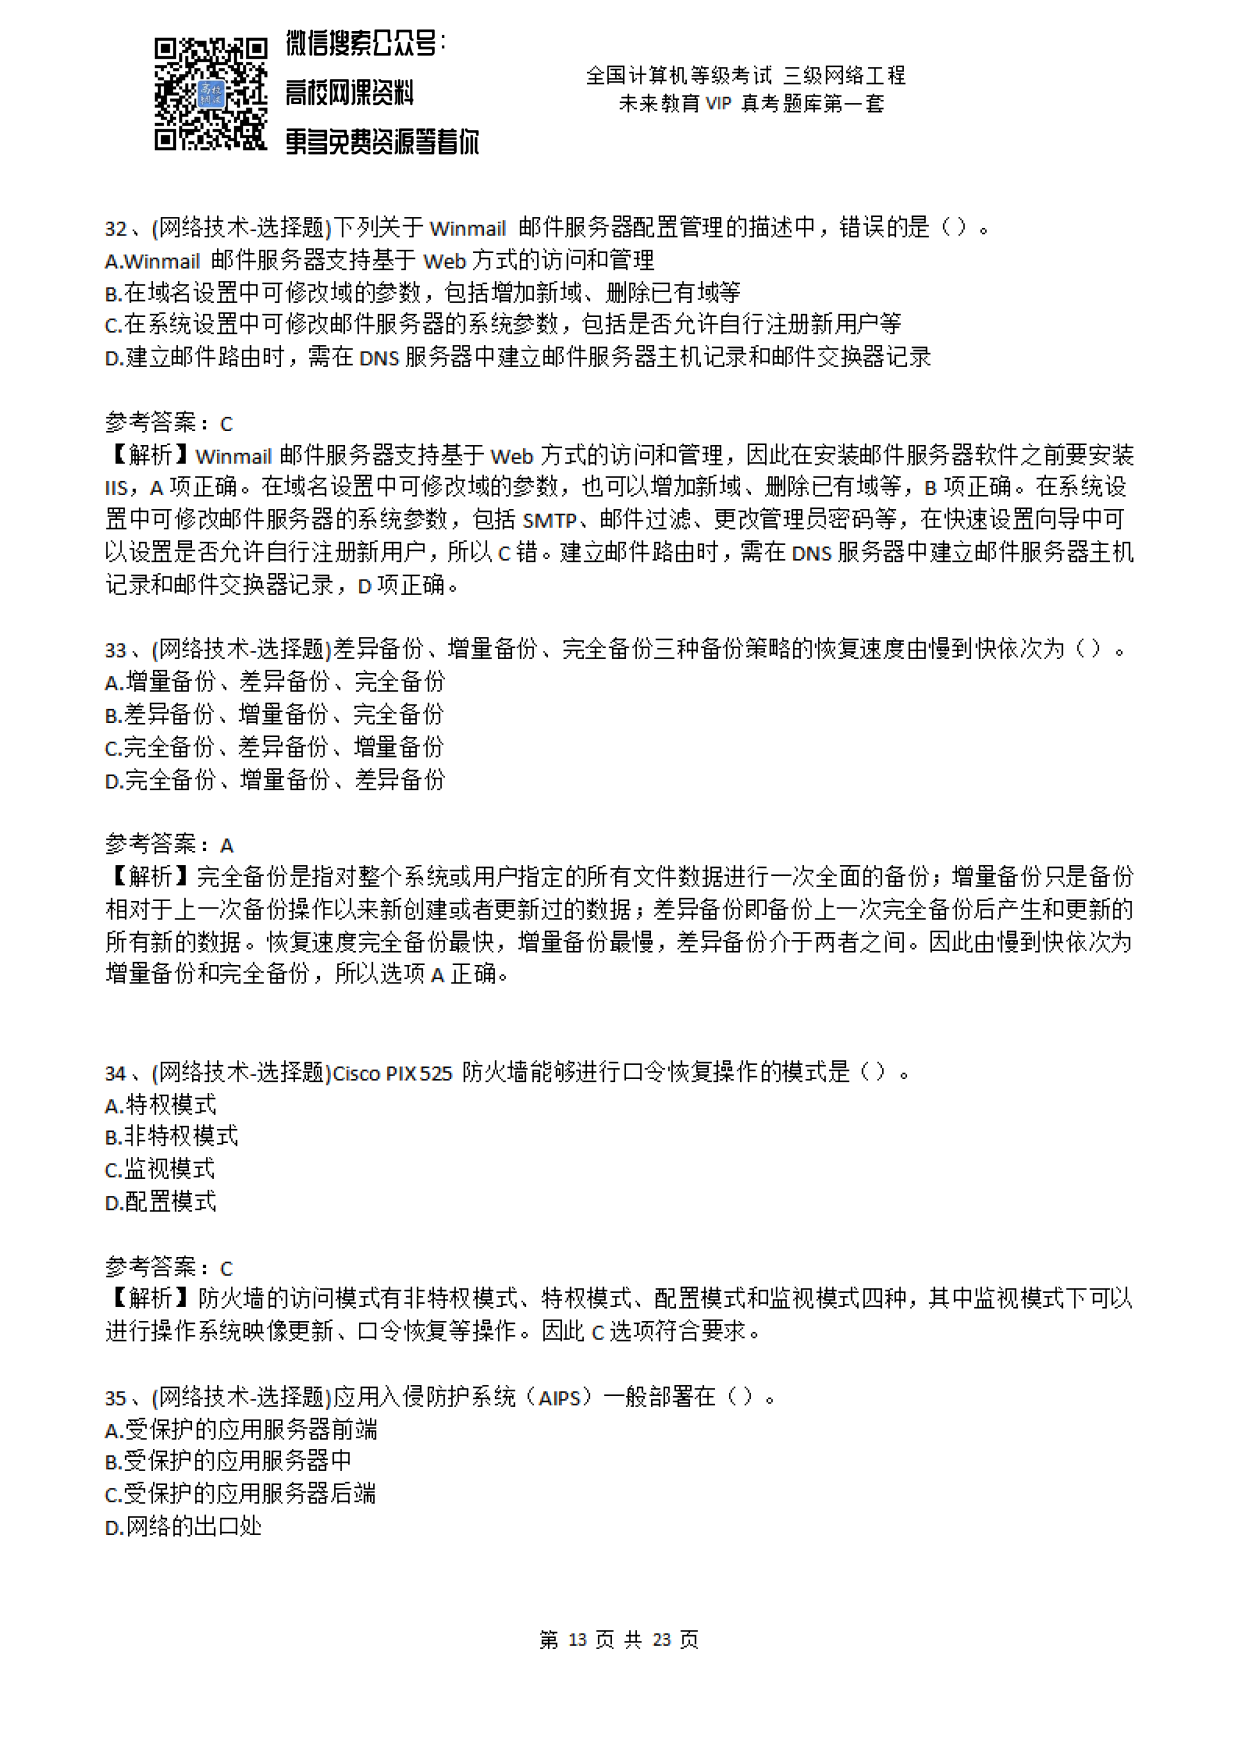 微信搜索公众号：
高校网课资料
更多免费资源等着你
高校
网课
全国计算机等级考试 三级网络工程
未来教育 VIP 真考题库第一套
32、(网络技术-选择题)下列关于 Winmail 邮件服务器配置管理的描述中，错误的是（）。
A.Winmail 邮件服务器支持基于 Web 方式的访问和管理
B.在域名设置中可修改域的参数，包括增加新域、删除已有域等
C.在系统设置中可修改邮件服务器的系统参数，包括是否允许自行注册新用户等
D.建立邮件路由时，需在 DNS 服务器中建立邮件服务器主机记录和邮件交换器记录
参考答案：C
【解析】Winmail 邮件服务器支持基于 Web 方式的访问和管理，因此在安装邮件服务器软件之前要安装
IIS，A 项正确。在域名设置中可修改域的参数，也可以增加新域、删除已有域等，B 项正确。在系统设
置中可修改邮件服务器的系统参数，包括 SMTP、邮件过滤、更改管理员密码等，在快速设置向导中可
以设置是否允许自行注册新用户，所以 C 错。建立邮件路由时，需在 DNS 服务器中建立邮件服务器主机
记录和邮件交换器记录，D 项正确。
33、(网络技术-选择题)差异备份、增量备份、完全备份三种备份策略的恢复速度由慢到快依次为（）。
A.增量备份、差异备份、完全备份
B.差异备份、增量备份、完全备份
C.完全备份、差异备份、增量备份
D.完全备份、增量备份、差异备份
参考答案：A
【解析】完全备份是指对整个系统或用户指定的所有文件数据进行一次全面的备份；增量备份只是备份
相对于上一次备份操作以来新创建或者更新过的数据；差异备份即备份上一次完全备份后产生和更新的
所有新的数据。恢复速度完全备份最快，增量备份最慢，差异备份介于两者之间。因此由慢到快依次为
增量备份和完全备份，所以选项 A 正确。
34、(网络技术-选择题)Cisco PIX 525 防火墙能够进行口令恢复操作的模式是（）。
A.特权模式
B.非特权模式
C.监视模式
D.配置模式
参考答案：C
【解析】防火墙的访问模式有非特权模式、特权模式、配置模式和监视模式四种，其中监视模式下可以
进行操作系统映像更新、口令恢复等操作。因此 C 选项符合要求。
35、(网络技术-选择题)应用入侵防护系统（AIPS）一般部署在（）。
A.受保护的应用服务器前端
B.受保护的应用服务器中
C.受保护的应用服务器后端
D.网络的出口处
第 13 页 共 23 页